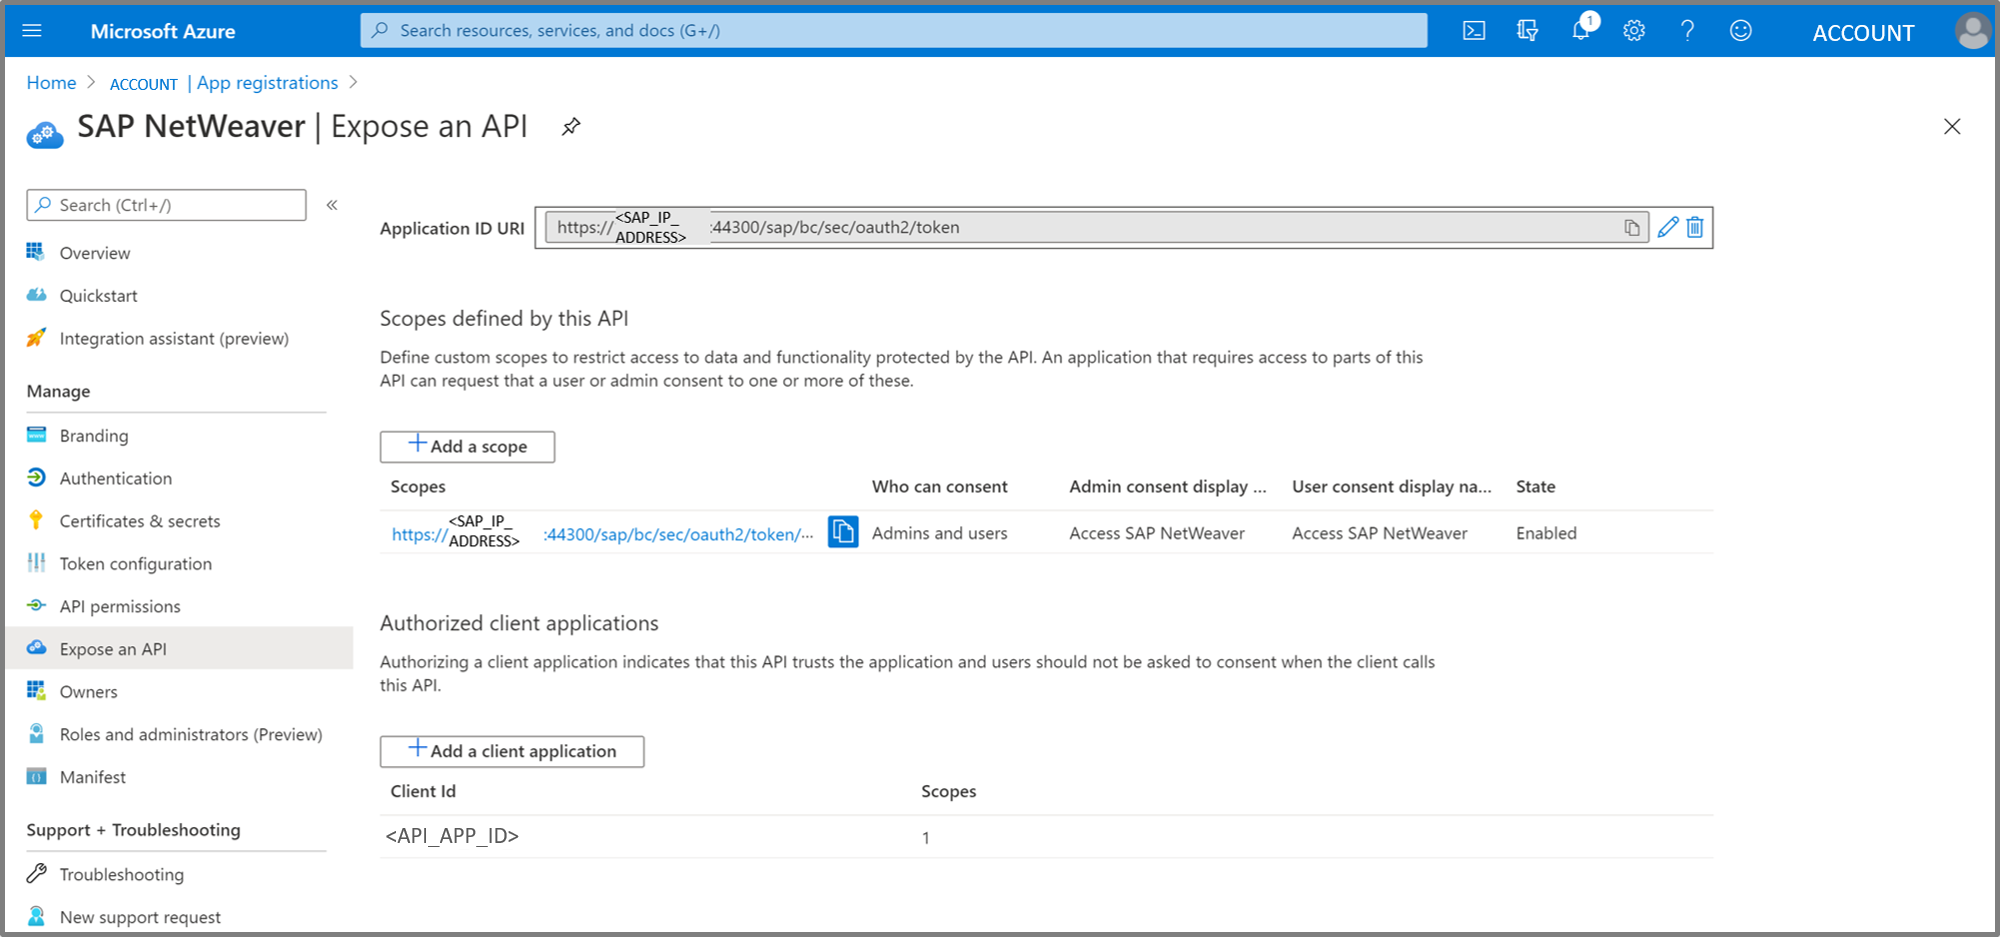 Microsoft Azure
Search resources, services, and docs (G+/)
1
ACCOUNT
Home > ACCOUNT | App registrations >
SAP NetWeaver | Expose an API
Search (Ctrl+/)
«
Overview
Quickstart
Integration assistant (preview)
Manage
Branding
Authentication
Certificates & secrets
Token configuration
API permissions
Expose an API
Owners
Roles and administrators (Preview)
Manifest
Support + Troubleshooting
Troubleshooting
New support request
Application ID URI https://<SAP_IP_ADDRESS> :44300/sap/bc/sec/oauth2/token
Scopes defined by this API
Define custom scopes to restrict access to data and functionality protected by the API. An application that requires access to parts of this
API can request that a user or admin consent to one or more of these.
+ Add a scope
Scopes Who can consent Admin consent display ... User consent display na... State
https://<SAP_IP_ADDRESS> :44300/sap/bc/sec/oauth2/token/... Admins and users Access SAP NetWeaver Access SAP NetWeaver Enabled
Authorized client applications
Authorizing a client application indicates that this API trusts the application and users should not be asked to consent when the client calls
this API.
+ Add a client application
Client Id Scopes
<API_APP_ID> 1